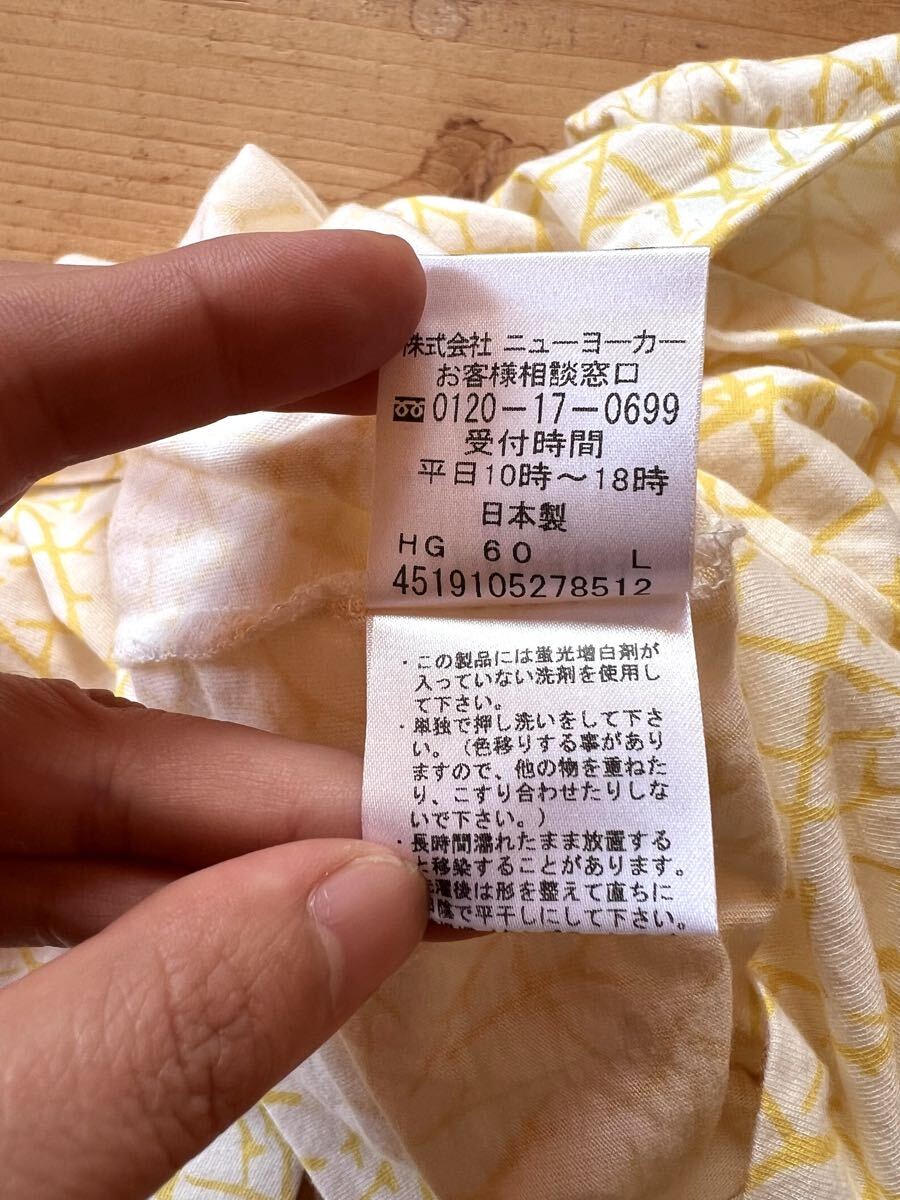 株式会社 ニューヨーカー
お客様相談窓口
0120-17-0699
受付時間
平日10時～18時
日本製
HG 60 L
4519105278512
・この製品には蛍光増白剤が
入っていない洗剤を使用し
て下さい。
・単独で押し洗いをして下さ
い。（色移りする事があり
ますので、他の物を重ねた
り、こすり合わせたりしな
いで下さい。）
・長時間濡れたまま放置する
と移染することがあります。
洗濯後は形を整えて直ちに
日陰で平干しにして下さい。